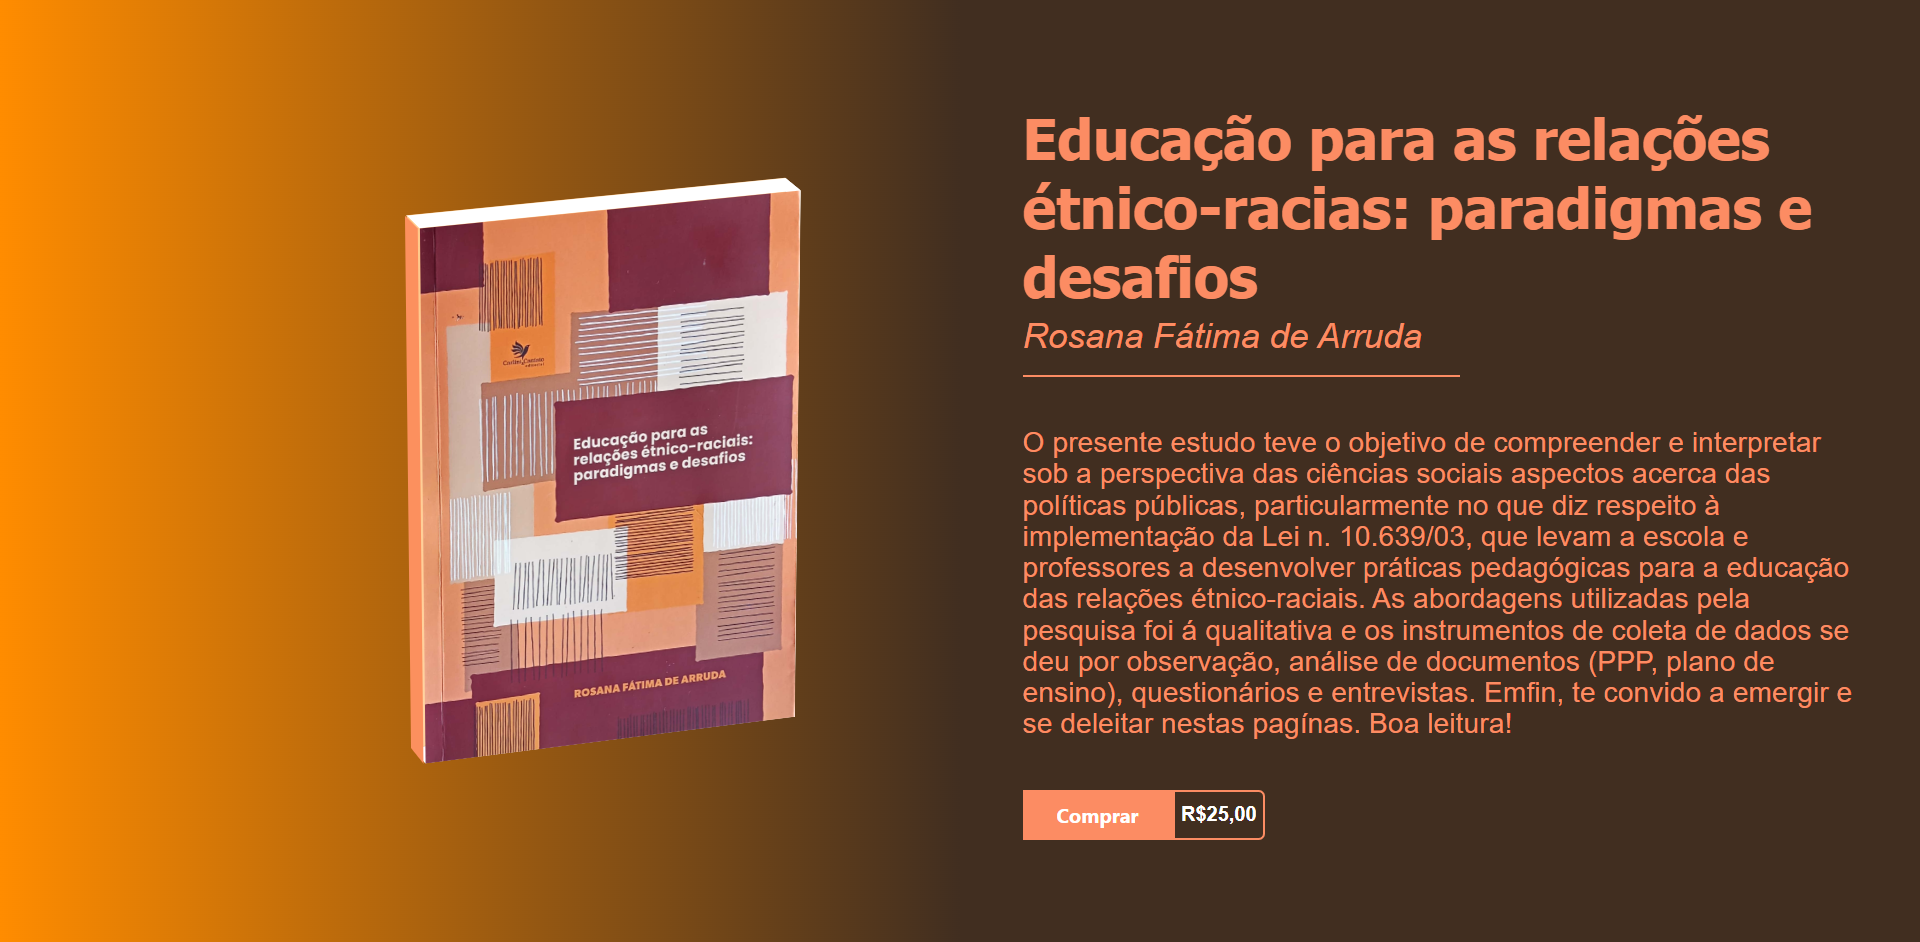 Educação para as relações
étnico-racias: paradigmas e
desafios
Rosana Fátima de Arruda
O presente estudo teve o objetivo de compreender e interpretar
sob a perspectiva das ciências sociais aspectos acerca das
políticas públicas, particularmente no que diz respeito à
implementação da Lei n. 10.639/03, que levam a escola e
professores a desenvolver práticas pedagógicas para a educação
das relações étnico-raciais. As abordagens utilizadas pela
pesquisa foi á qualitativa e os instrumentos de coleta de dados se
deu por observação, análise de documentos (PPP, plano de
ensino), questionários e entrevistas. Emfin, te convido a emergir e
se deleitar nestas pagínas. Boa leitura!
Comprar R$25,00
Educação para as
relações étnico-raciais:
paradigmas e desafios
ROSANA FÁTIMA DE ARRUDA